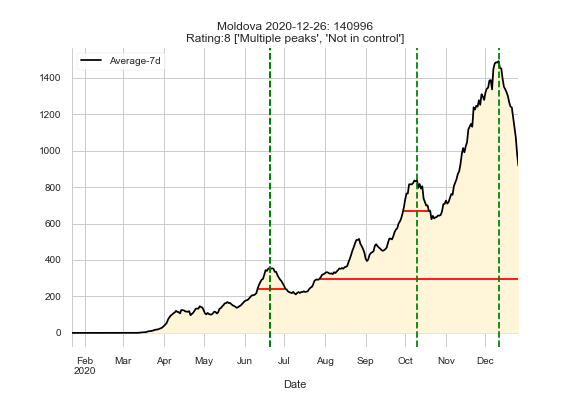 Moldova 2020-12-26: 140996
Rating:8 ['Multiple peaks', 'Not in control']
Average-7d
1400
1200
1000
800
600
400
200
0
Feb Mar Apr May Jun Jul Aug Sep Oct Nov Dec
2020
Date